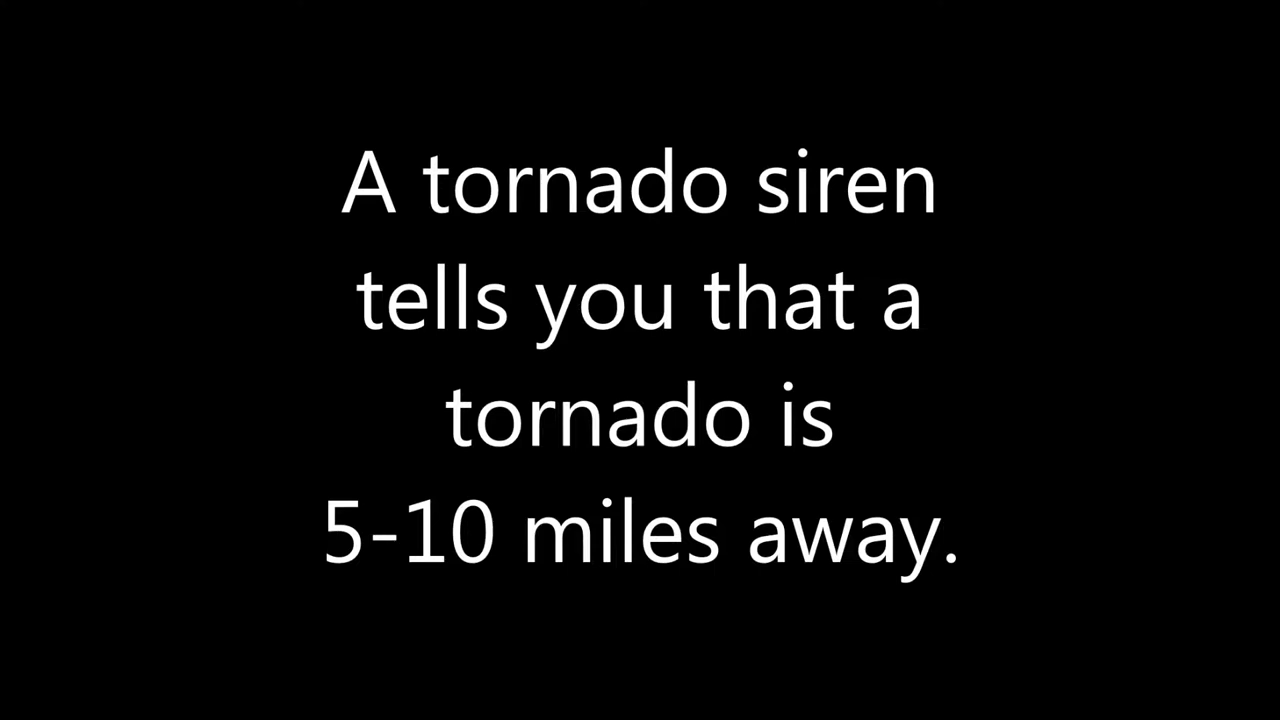 A tornado siren
tells you that a
tornado is
5-10 miles away.